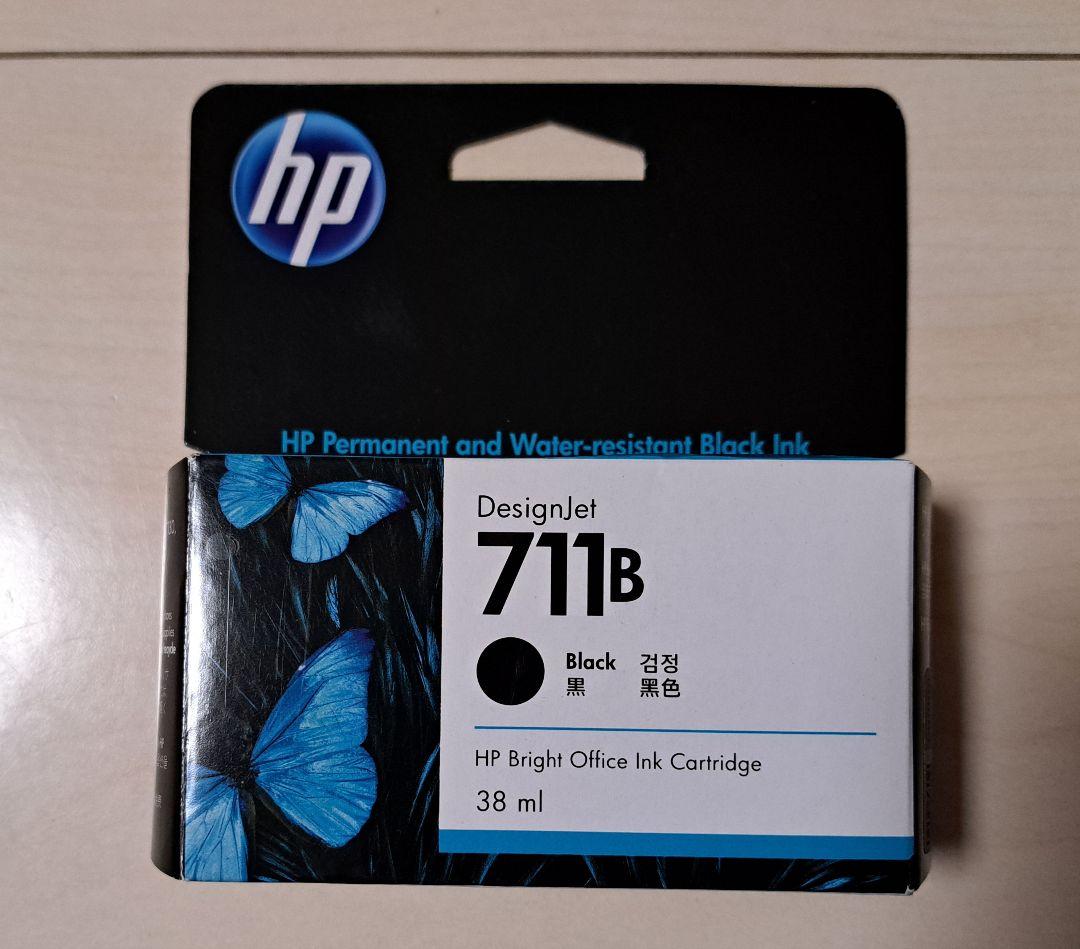 hp
HP Permanent and Water-resistant Black Ink
DesignJet
711B
Black 검정
黒 黑色
HP Bright Office Ink Cartridge
38 ml